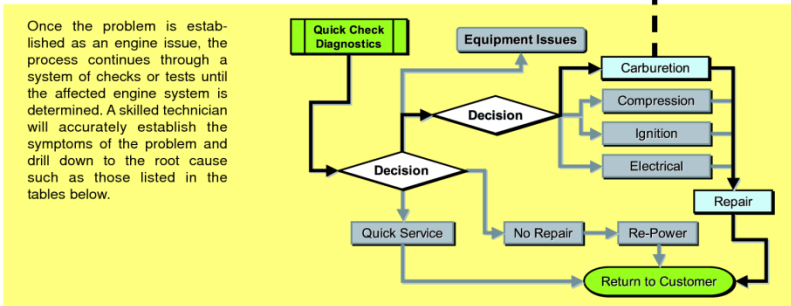 Once the problem is estab-
lished as an engine issue, the
process continues through a
system of checks or tests until
the affected engine system is
determined. A skilled technician
will accurately establish the
symptoms of the problem and
drill down to the root cause
such as those listed in the
tables below.
Quick Check
Diagnostics
Equipment Issues
Carburetion
Compression
Decision
Ignition
Electrical
Decision
Repair
Quick Service
No Repair
Re-Power
Return to Customer